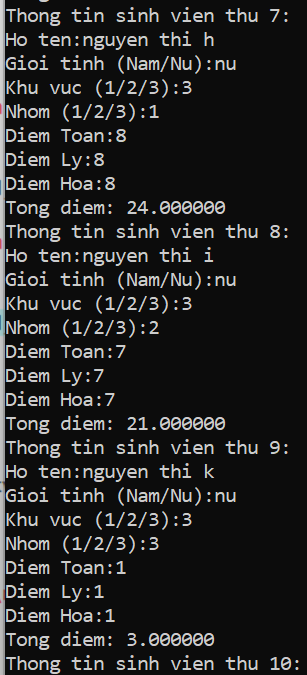 Thong tin sinh vien thu 7:
Ho ten:nguyen thi h
Gioi tinh (Nam/Nu):nu
Khu vuc (1/2/3):3
Nhom (1/2/3):1
Diem Toan:8
Diem Ly:8
Diem Hoa:8
Tong diem: 24.000000
Thong tin sinh vien thu 8:
Ho ten:nguyen thi i
Gioi tinh (Nam/Nu):nu
Khu vuc (1/2/3):3
Nhom (1/2/3):2
Diem Toan:7
Diem Ly:7
Diem Hoa:7
Tong diem: 21.000000
Thong tin sinh vien thu 9:
Ho ten:nguyen thi k
Gioi tinh (Nam/Nu):nu
Khu vuc (1/2/3):3
Nhom (1/2/3):3
Diem Toan:1
Diem Ly:1
Diem Hoa:1
Tong diem: 3.000000
Thong tin sinh vien thu 10: